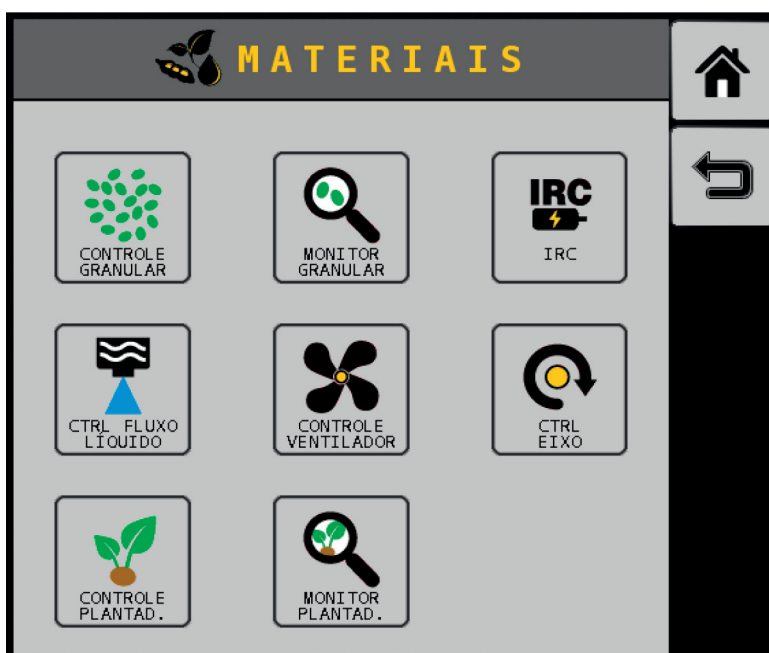 MATERIAIS
CONTROLE
GRANULAR
MONITOR
GRANULAR
IRC
IRC
CTRL FLUXO
LÍQUIDO
CONTROLE
VENTILADOR
CTRL
EIXO
CONTROLE
PLANTAD.
MONITOR
PLANTAD.